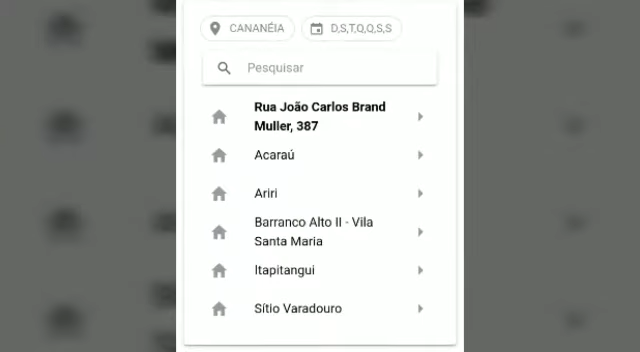 CANANÉIA D,S,T,Q,Q,S,S
Pesquisar
Rua João Carlos Brand
Muller, 387
Acaraú
Ariri
Barranco Alto II - Vila
Santa Maria
Itapitangui
Sítio Varadouro